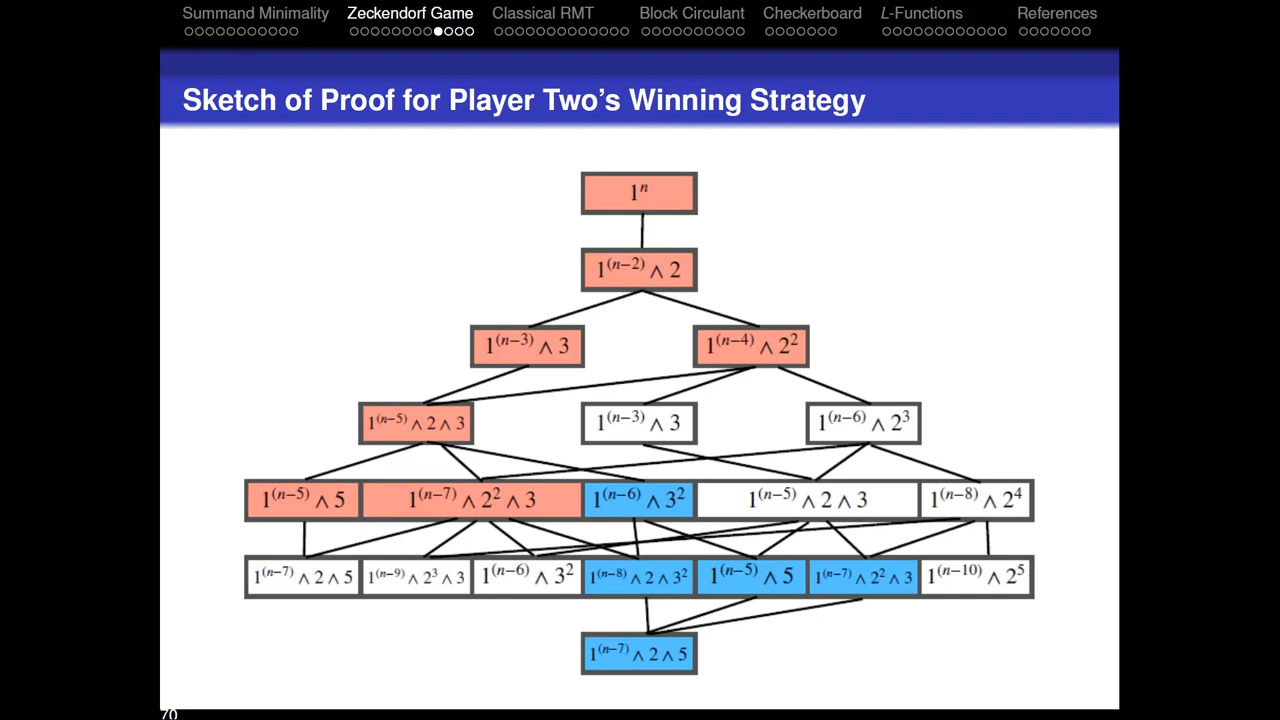 Summand Minimality Zeckendorf Game Classical RMT Block Circulant Checkerboard L-Functions References
Sketch of Proof for Player Two's Winning Strategy
1^n
1^(n−2) ∧ 2
1^(n−3) ∧ 3 1^(n−4) ∧ 2^2
1^(n−5) ∧ 2 ∧ 3 1^(n−3) ∧ 3 1^(n−6) ∧ 2^3
1^(n−5) ∧ 5 1^(n−7) ∧ 2^2 ∧ 3 1^(n−6) ∧ 3^2 1^(n−5) ∧ 2 ∧ 3 1^(n−8) ∧ 2^4
1^(n−7) ∧ 2 ∧ 5 1^(n−9) ∧ 2^3 ∧ 3 1^(n−6) ∧ 3^2 1^(n−8) ∧ 2 ∧ 3^2 1^(n−5) ∧ 5 1^(n−7) ∧ 2^2 ∧ 3 1^(n−10) ∧ 2^5
1^(n−7) ∧ 2 ∧ 5
70